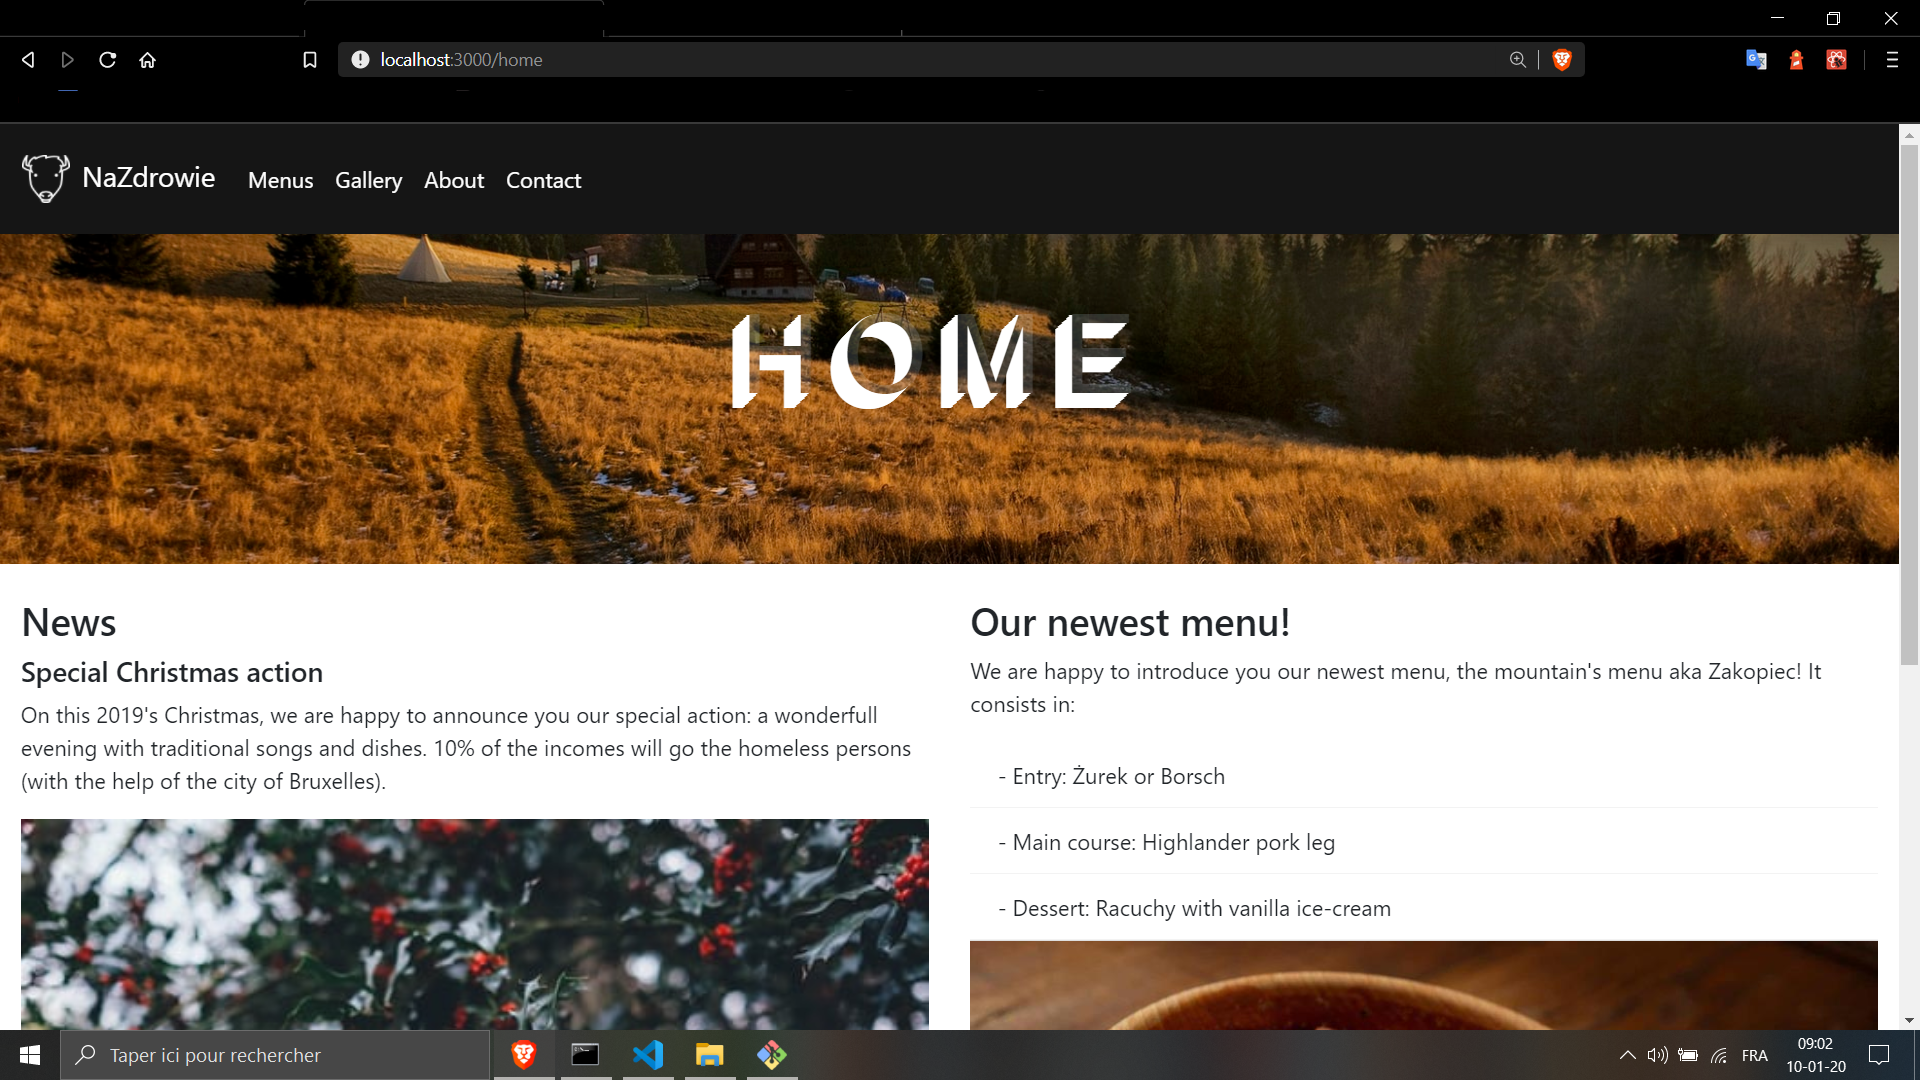 localhost:3000/home
NaZdrowie
Menus
Gallery
About
Contact
HOME
News
Special Christmas action
On this 2019's Christmas, we are happy to announce you our special action: a wonderfull
evening with traditional songs and dishes. 10% of the incomes will go the homeless persons
(with the help of the city of Bruxelles).
Our newest menu!
We are happy to introduce you our newest menu, the mountain's menu aka Zakopiec! It
consists in:
- Entry: Żurek or Borsch
- Main course: Highlander pork leg
- Dessert: Racuchy with vanilla ice-cream
Taper ici pour rechercher
FRA
09:02
10-01-20